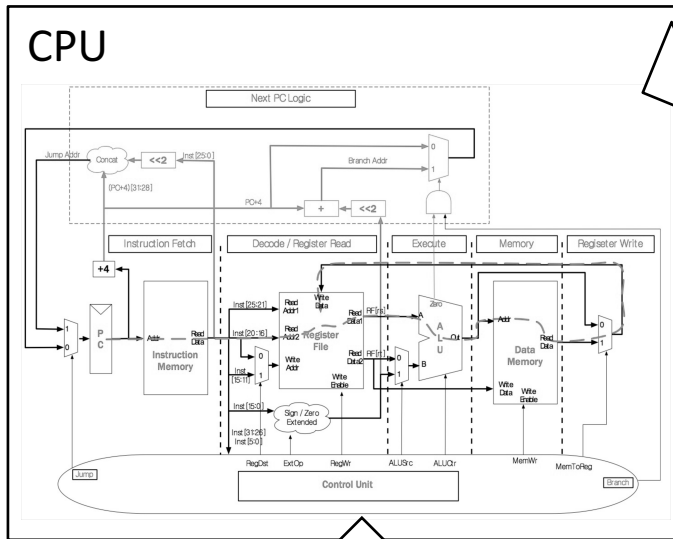 CPU
Next PC Logic
Jump Addr
Concat
<<2
Inst [25:0]
0
1
Branch Addr
(PC+4)[31:28]
PC+4
+
<<2
Instruction Fetch
Decode / Register Read
Execute
Memory
Regiseter Write
+4
1
0
P
C
Addr
Read
Data
Instruction
Memory
Inst [25:21]
Inst [20:16]
Inst
[15:11]
Inst [15:0]
Inst [31:26]
Inst [5:0]
0
1
Read
Addr1
Read
Addr2
Write
Addr
Write
Data
Register
File
Read
Data1
Read
Data2
Write
Enable
Sign / Zero
Extended
RF[rs]
RF[rt]
0
1
A
B
Zero
A
L
U
Out
Addr
Read
Data
Data
Memory
Write
Data
Write
Enable
0
1
Jump
RegDst
ExtOp
RegWr
ALUSrc
ALUCtr
MemWr
MemToReg
Branch
Control Unit